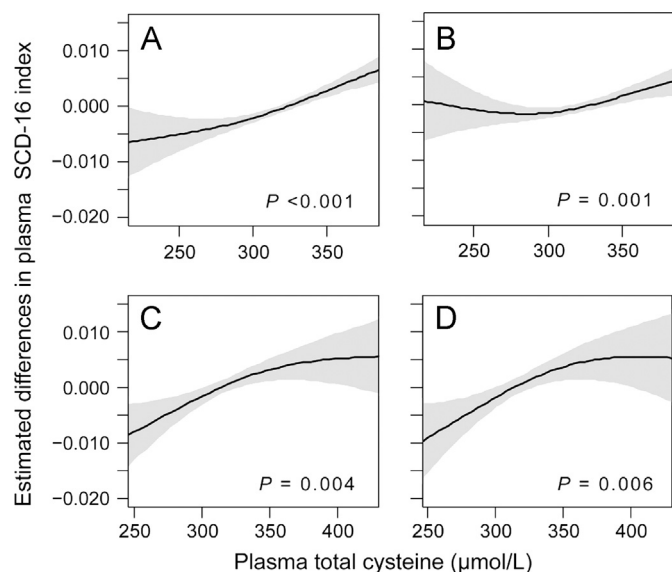 Estimated differences in plasma SCD-16 index
A
0.010
0.000
-0.010
-0.020
P <0.001
250 300 350
B
P = 0.001
250 300 350
C
0.010
0.000
-0.010
-0.020
P = 0.004
250 300 350 400
D
P = 0.006
250 300 350 400
Plasma total cysteine (µmol/L)